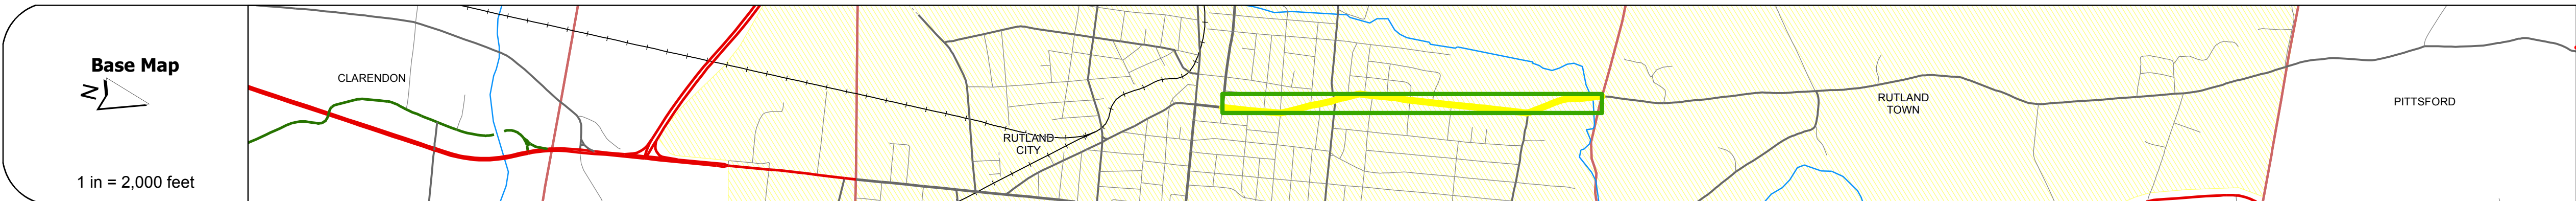 Base Map
N
1 in = 2,000 feet
CLARENDON
RUTLAND
CITY
RUTLAND
TOWN
PITTSFORD